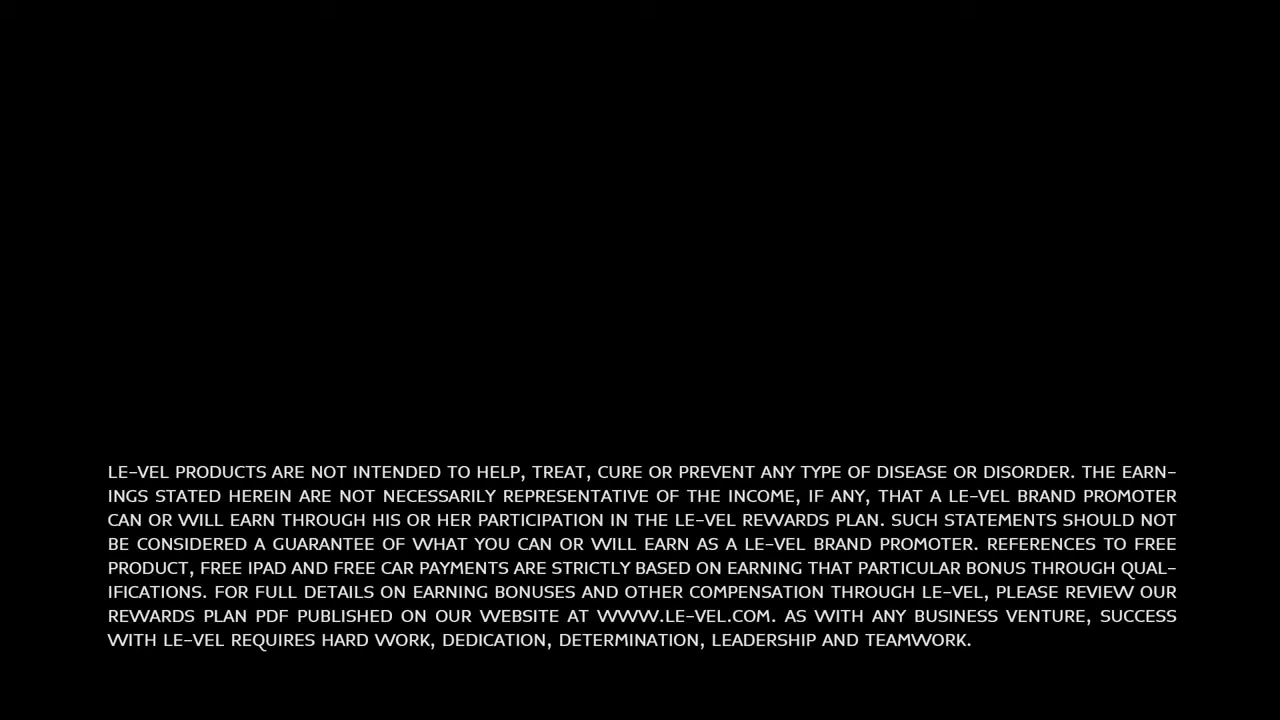 LE-VEL PRODUCTS ARE NOT INTENDED TO HELP, TREAT, CURE OR PREVENT ANY TYPE OF DISEASE OR DISORDER. THE EARN-
INGS STATED HEREIN ARE NOT NECESSARILY REPRESENTATIVE OF THE INCOME, IF ANY, THAT A LE-VEL BRAND PROMOTER
CAN OR WILL EARN THROUGH HIS OR HER PARTICIPATION IN THE LE-VEL REWARDS PLAN. SUCH STATEMENTS SHOULD NOT
BE CONSIDERED A GUARANTEE OF WHAT YOU CAN OR WILL EARN AS A LE-VEL BRAND PROMOTER. REFERENCES TO FREE
PRODUCT, FREE IPAD AND FREE CAR PAYMENTS ARE STRICTLY BASED ON EARNING THAT PARTICULAR BONUS THROUGH QUAL-
IFICATIONS. FOR FULL DETAILS ON EARNING BONUSES AND OTHER COMPENSATION THROUGH LE-VEL, PLEASE REVIEW OUR
REWARDS PLAN PDF PUBLISHED ON OUR WEBSITE AT WWW.LE-VEL.COM. AS WITH ANY BUSINESS VENTURE, SUCCESS
WITH LE-VEL REQUIRES HARD WORK, DEDICATION, DETERMINATION, LEADERSHIP AND TEAMWORK.